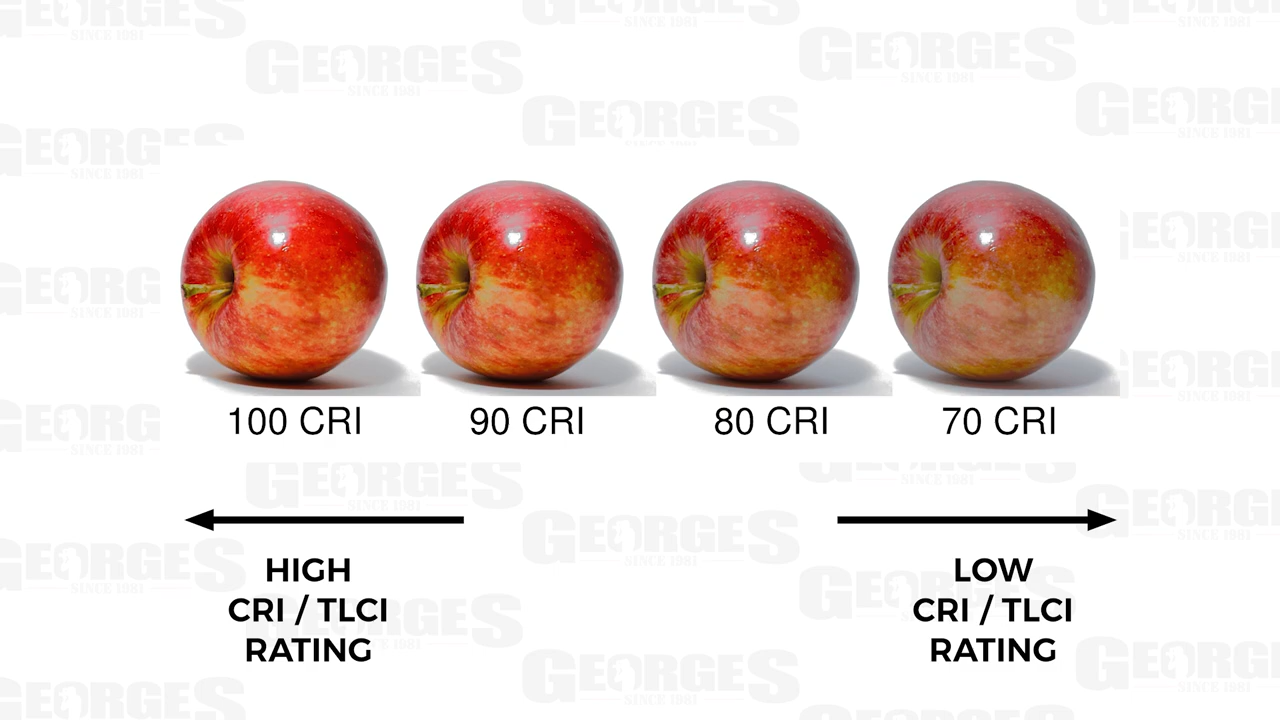 GEORGES
SINCE 1981
100 CRI
90 CRI
80 CRI
70 CRI
HIGH
CRI / TLCI
RATING
LOW
CRI / TLCI
RATING